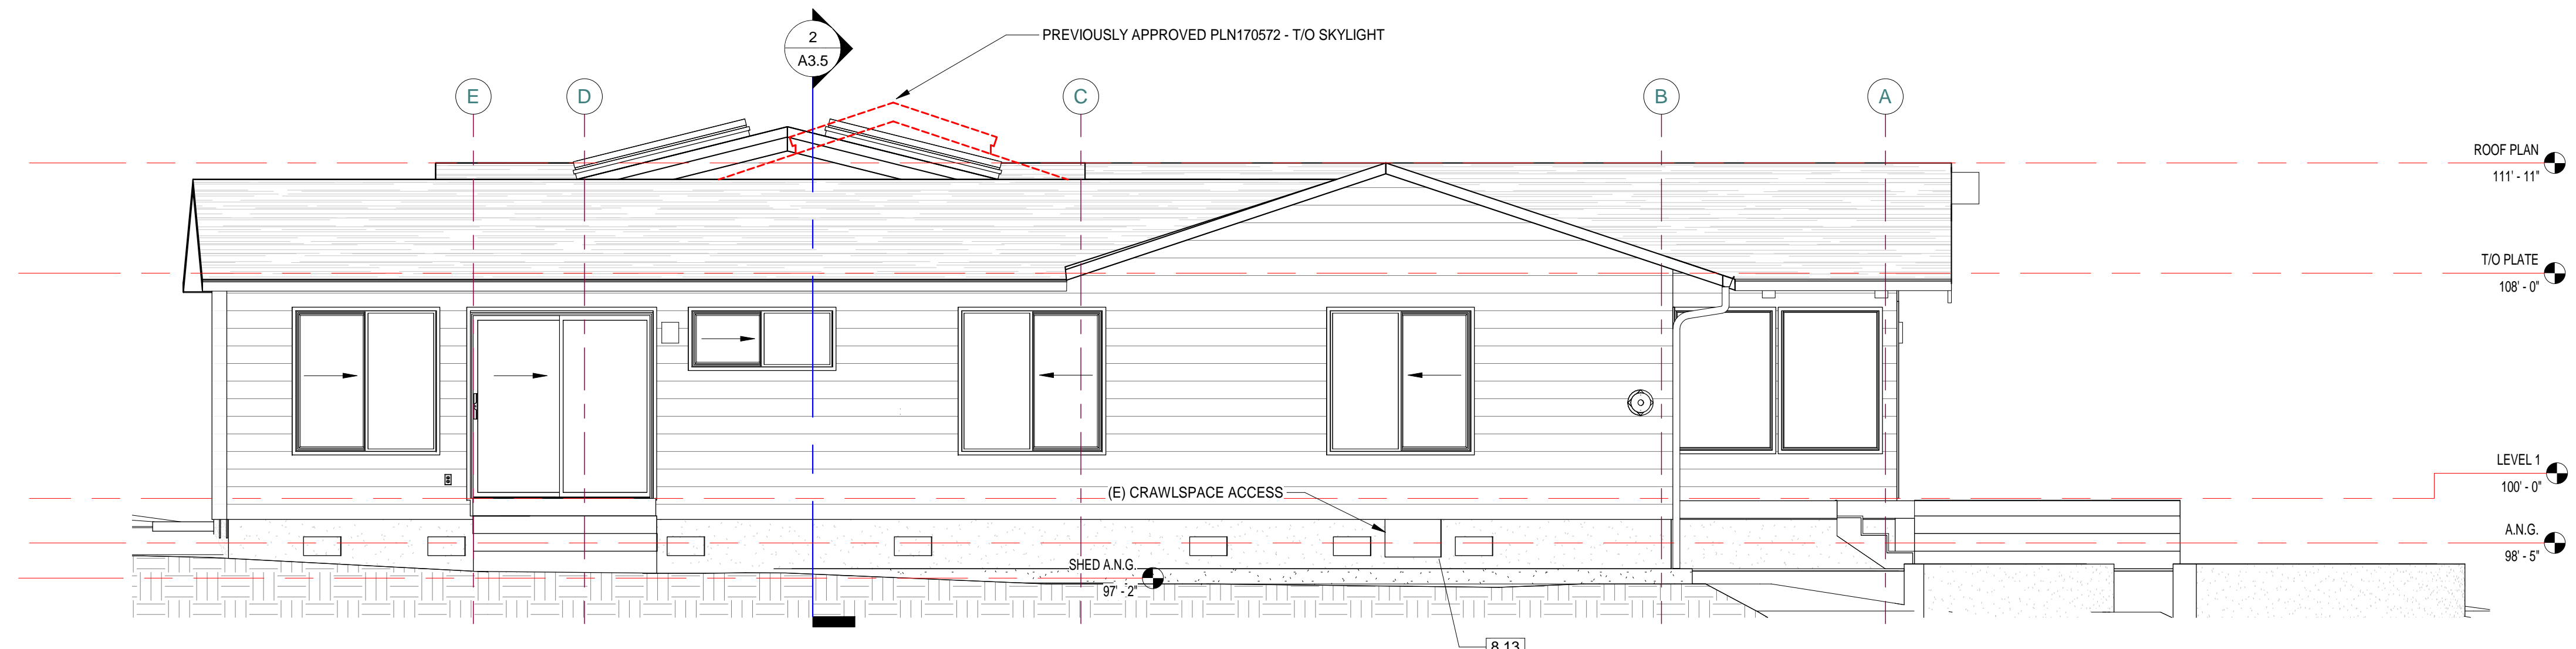 2
A3.5
PREVIOUSLY APPROVED PLN170572 - T/O SKYLIGHT
E
D
C
B
A
ROOF PLAN
111' - 11"
T/O PLATE
108' - 0"
LEVEL 1
100' - 0"
(E) CRAWLSPACE ACCESS
A.N.G.
98' - 5"
SHED A.N.G.
97' - 2"
8.13